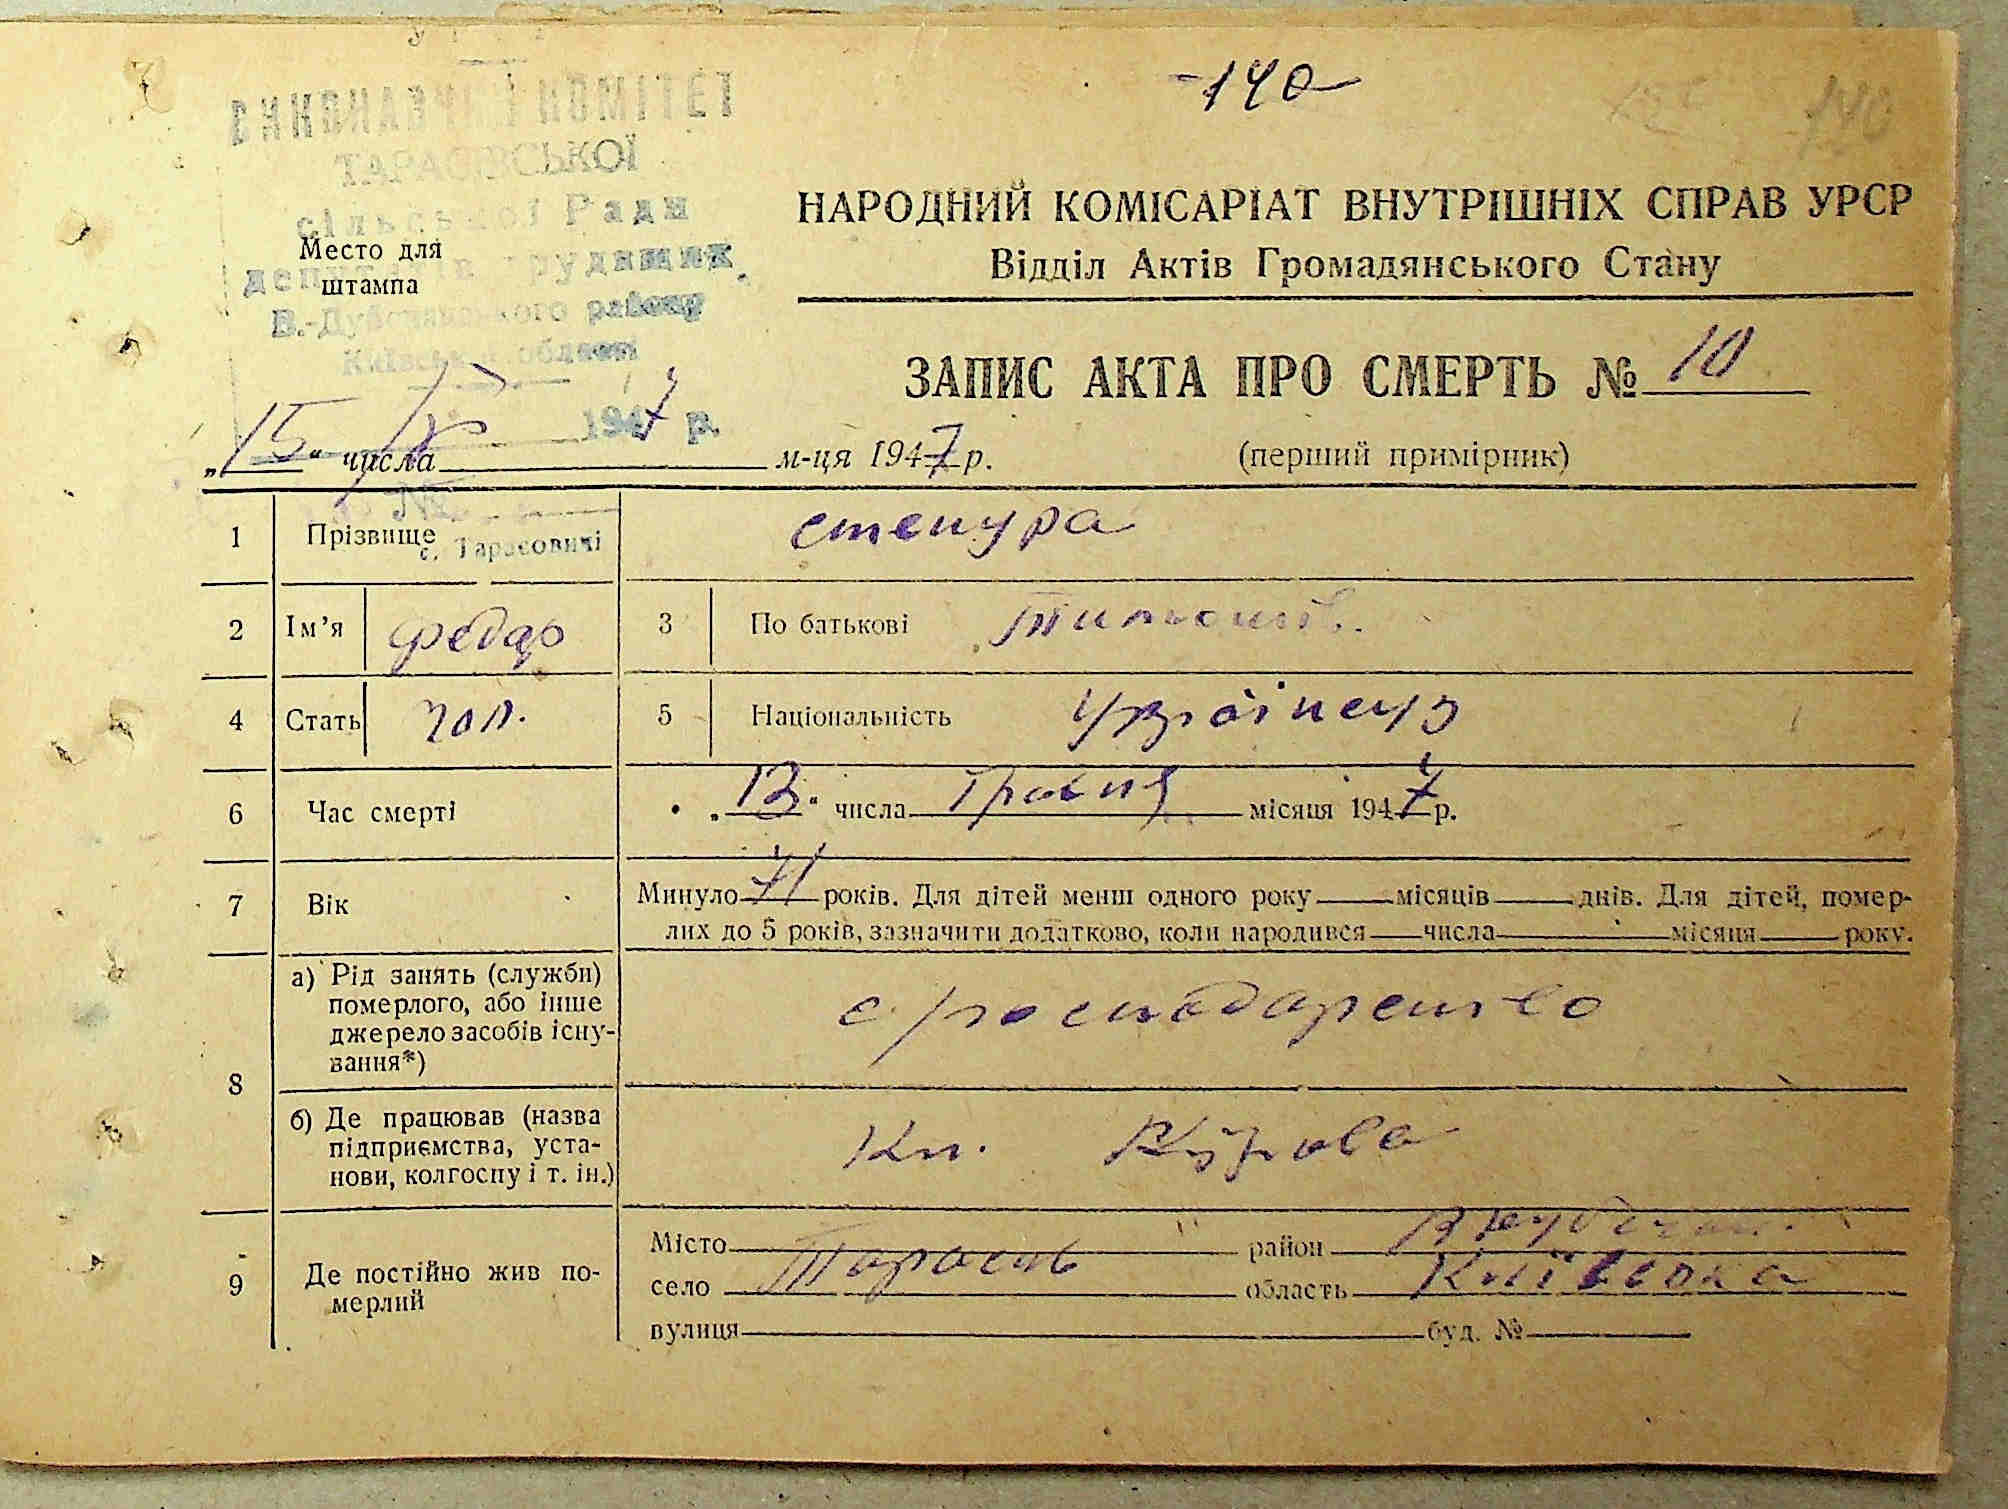 -140
140
ВИКОНАВЧИЙ КОМІТЕТ
ТАРАСІВСЬКОЇ
сільської Ради
депутатів трудящих
В.-Дубечанського району
Київської області
1947 р.
Место для
штампа
НАРОДНИЙ КОМІСАРІАТ ВНУТРІШНІХ СПРАВ УРСР
Відділ Актів Громадянського Стану
ЗАПИС АКТА ПРО СМЕРТЬ № 10
„15“ числа м-ця 1947 р. (перший примірник)
№
с. Тарасовичі
1 Прізвище Стецура
2 Ім’я Федар 3 По батькові
4 Стать чол. 5 Національність Українец
6 Час смерті „13“ числа Травня місяця 1947 р.
7 Вік Минуло 71 років. Для дітей менш одного року місяців днів. Для дітей, помер-
лих до 5 років, зазначити додатково, коли народився числа місяця року.
8 а) Рід занять (служби)
померлого, або інше
джерело засобів існу-
вання*)
с/господарство
б) Де працював (назва
підприємства, уста-
нови, колгоспу і т. ін.)
Кірова
9 Де постійно жив по-
мерлий
Місто район
село Тарасов область Київска
вулиця буд. №